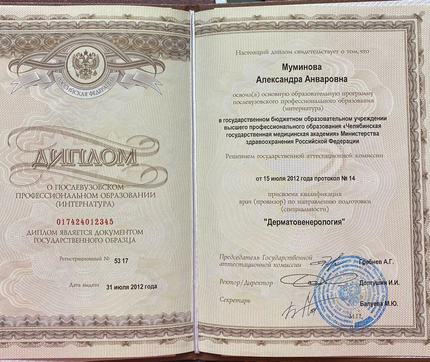 РОССИЙСКАЯ ФЕДЕРАЦИЯ
ДИПЛОМ
О ПОСЛЕВУЗОВСКОМ
ПРОФЕССИОНАЛЬНОМ ОБРАЗОВАНИИ
(ИНТЕРНАТУРА)
017424012345
ДИПЛОМ ЯВЛЯЕТСЯ ДОКУМЕНТОМ
ГОСУДАРСТВЕННОГО ОБРАЗЦА
Регистрационный № 53 17
Дата выдачи 31 июля 2012 года
Настоящий диплом свидетельствует о том, что
Муминова
Александра Анваровна
освоил(а) основную образовательную программу
послевузовского профессионального образования
(интернатура)
в государственном бюджетном образовательном учреждении
высшего профессионального образования «Челябинская
государственная медицинская академия» Министерства
здравоохранения Российской Федерации
Решением государственной аттестационной комиссии
от 15 июля 2012 года протокол № 14
присвоена квалификация
врач (провизор) по направлению подготовки
(специальности)
"Дерматовенерология"
Председатель Государственной
аттестационной комиссии Гребнев А.Г.
Ректор/Директор Долгушин И.И.
Секретарь М.Ю.
М.П.